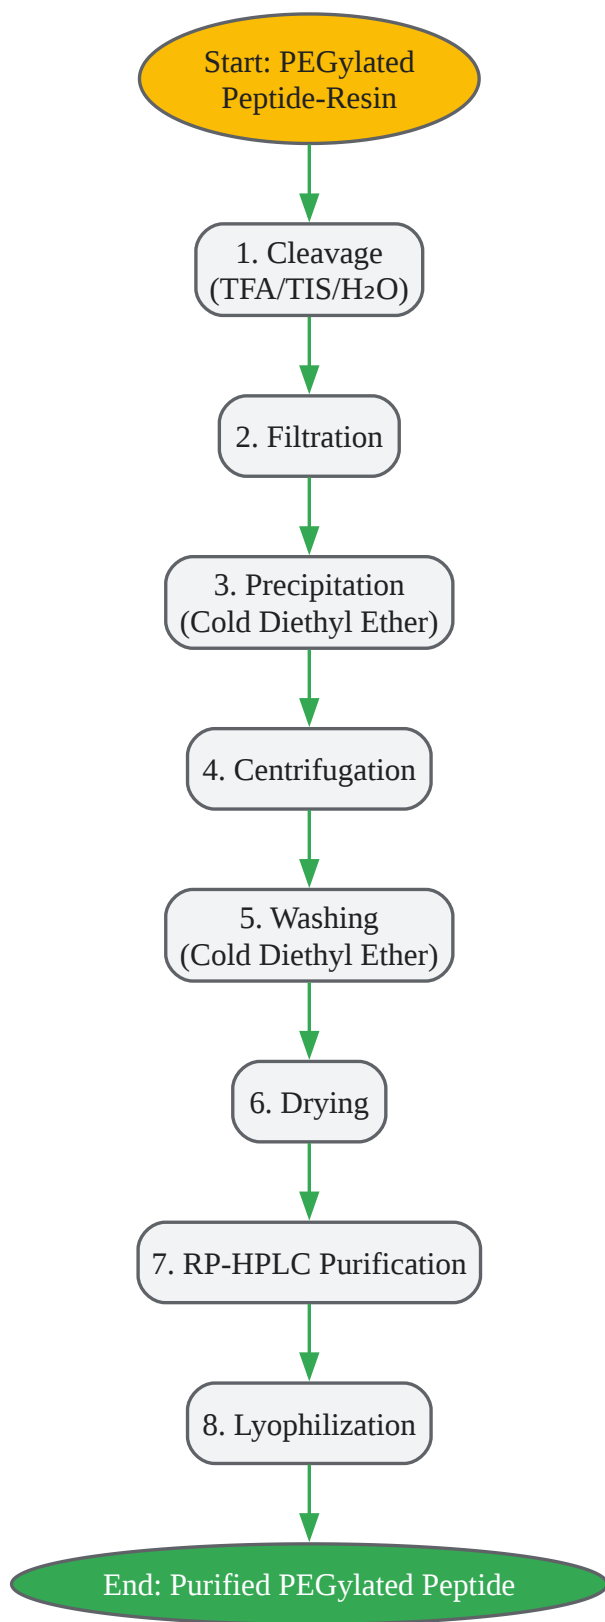 Start: PEGylated
Peptide-Resin
1. Cleavage
(TFA/TIS/H₂O)
2. Filtration
3. Precipitation
(Cold Diethyl Ether)
4. Centrifugation
5. Washing
(Cold Diethyl Ether)
6. Drying
7. RP-HPLC Purification
8. Lyophilization
End: Purified PEGylated Peptide